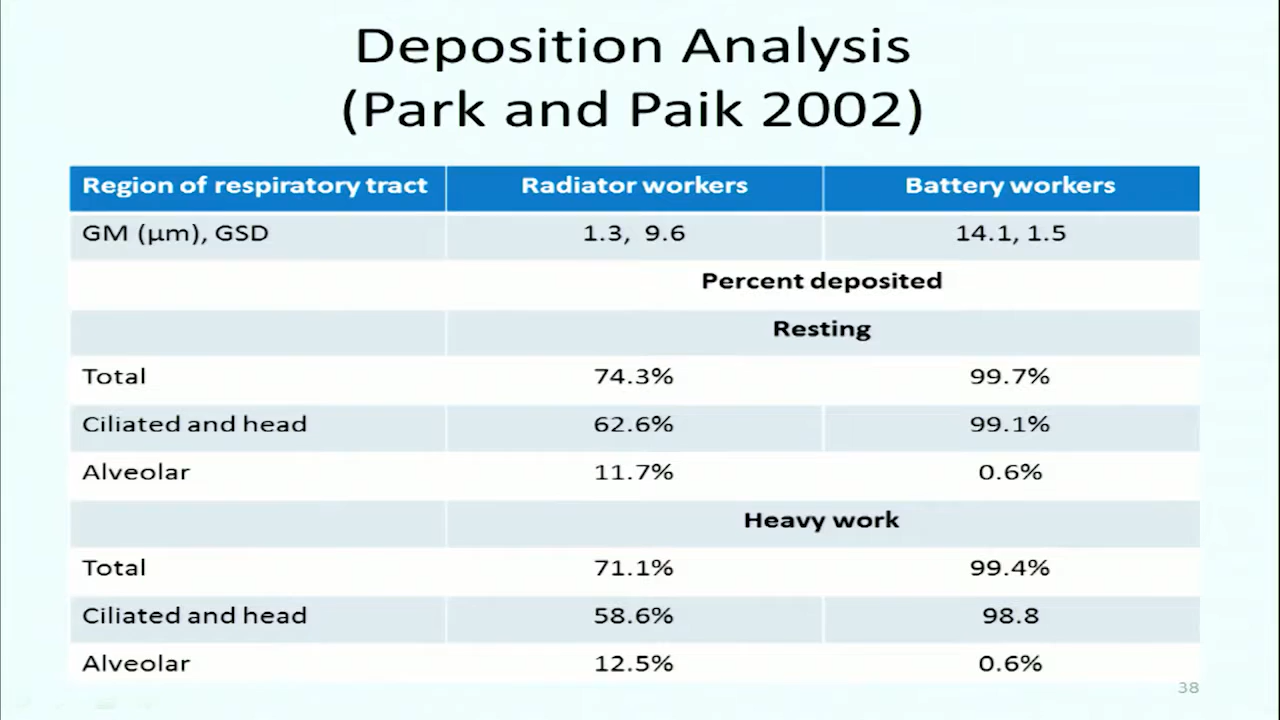 Deposition Analysis
(Park and Paik 2002)
Region of respiratory tract Radiator workers Battery workers
GM (µm), GSD 1.3, 9.6 14.1, 1.5
Percent deposited
Resting
Total 74.3% 99.7%
Ciliated and head 62.6% 99.1%
Alveolar 11.7% 0.6%
Heavy work
Total 71.1% 99.4%
Ciliated and head 58.6% 98.8
Alveolar 12.5% 0.6%
38